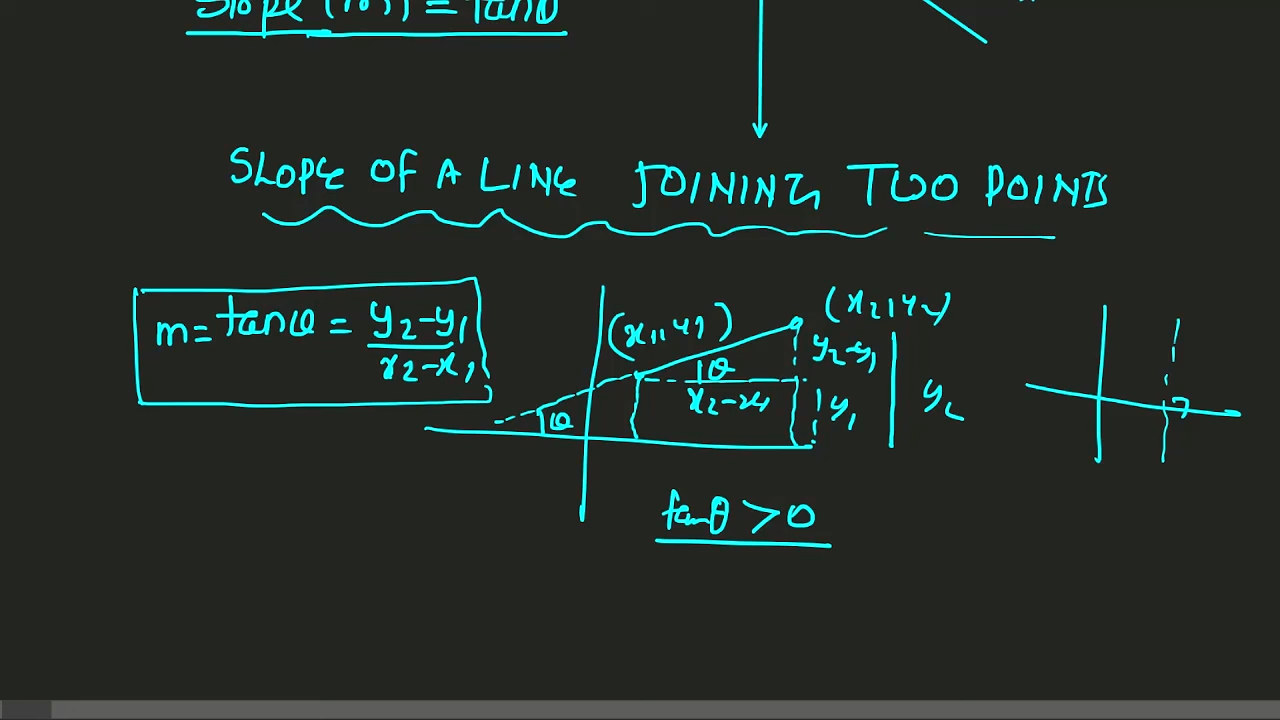 Slope (m) = tanθ
SLOPE OF A LINE JOINING TWO POINTS
m = tanθ = y₂-y₁
x₂-x₁
(x₁, y₁)
(x₂, y₂)
θ
x₂-x₁
y₂-y₁
y₁
y₂
θ
tanθ > 0